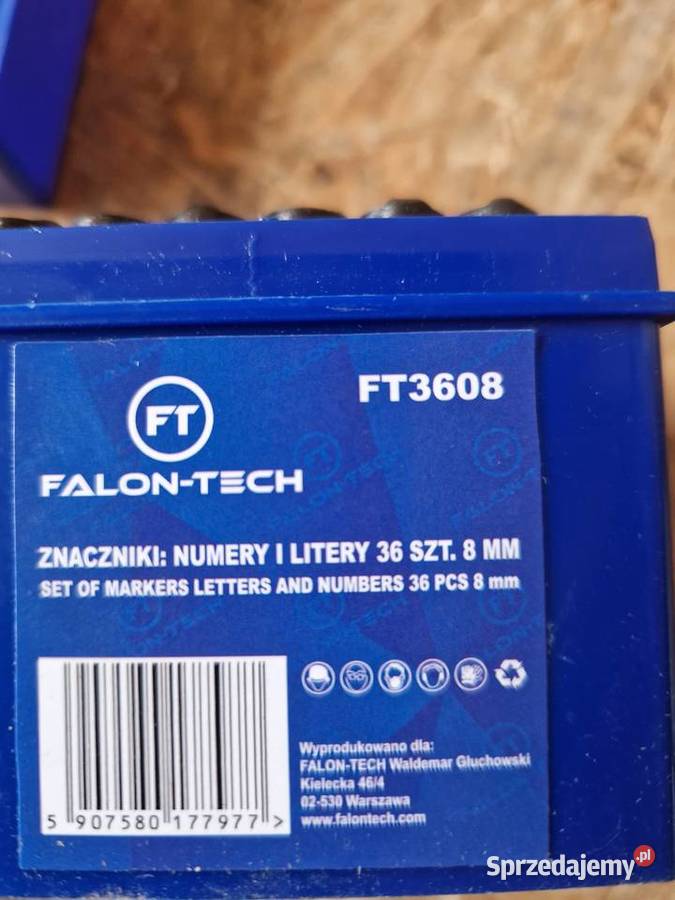 FT
FT3608
FALON-TECH
ZNACZNIKI: NUMERY I LITERY 36 SZT. 8 MM
SET OF MARKERS LETTERS AND NUMBERS 36 PCS 8 mm
5 907580 177977 >
Wyprodukowano dla:
FALON-TECH Waldemar Gluchowski
Kielecka 46/4
02-530 Warszawa
www.falontech.com
Sprzedajemy.pl